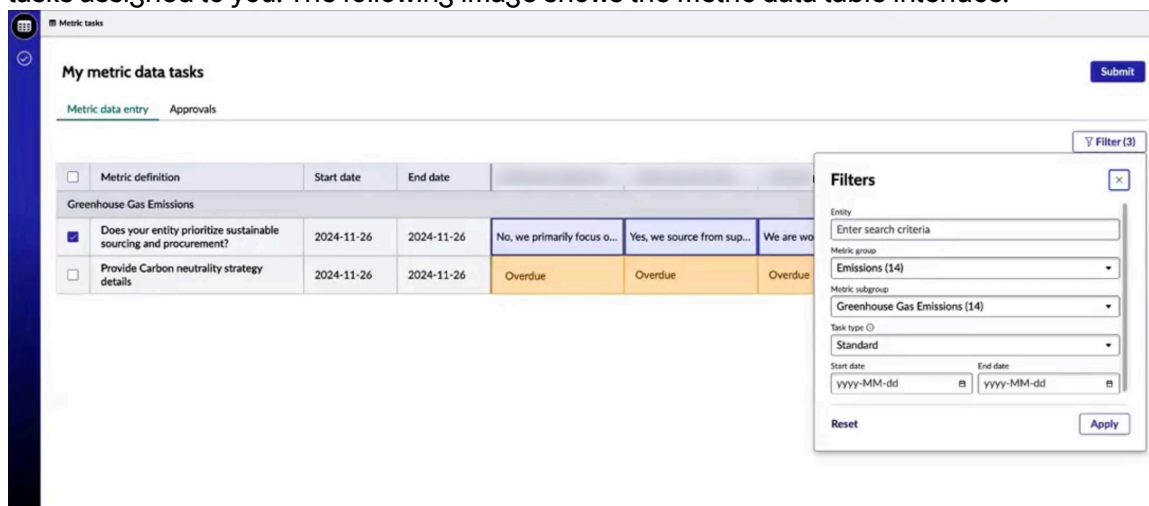 tasks assigned to you. The following image shows the metric data table interface.
Metric tasks
My metric data tasks
Submit
Metric data entry Approvals
Filter (3)
Metric definition Start date End date
Greenhouse Gas Emissions
Does your entity prioritize sustainable
sourcing and procurement?
2024-11-26 2024-11-26 No, we primarily focus o... Yes, we source from sup... We are wo
Provide Carbon neutrality strategy
details
2024-11-26 2024-11-26 Overdue Overdue Overdue
Filters
Entity
Enter search criteria
Metric group
Emissions (14)
Metric subgroup
Greenhouse Gas Emissions (14)
Task type
Standard
Start date End date
yyyy-MM-dd yyyy-MM-dd
Reset Apply